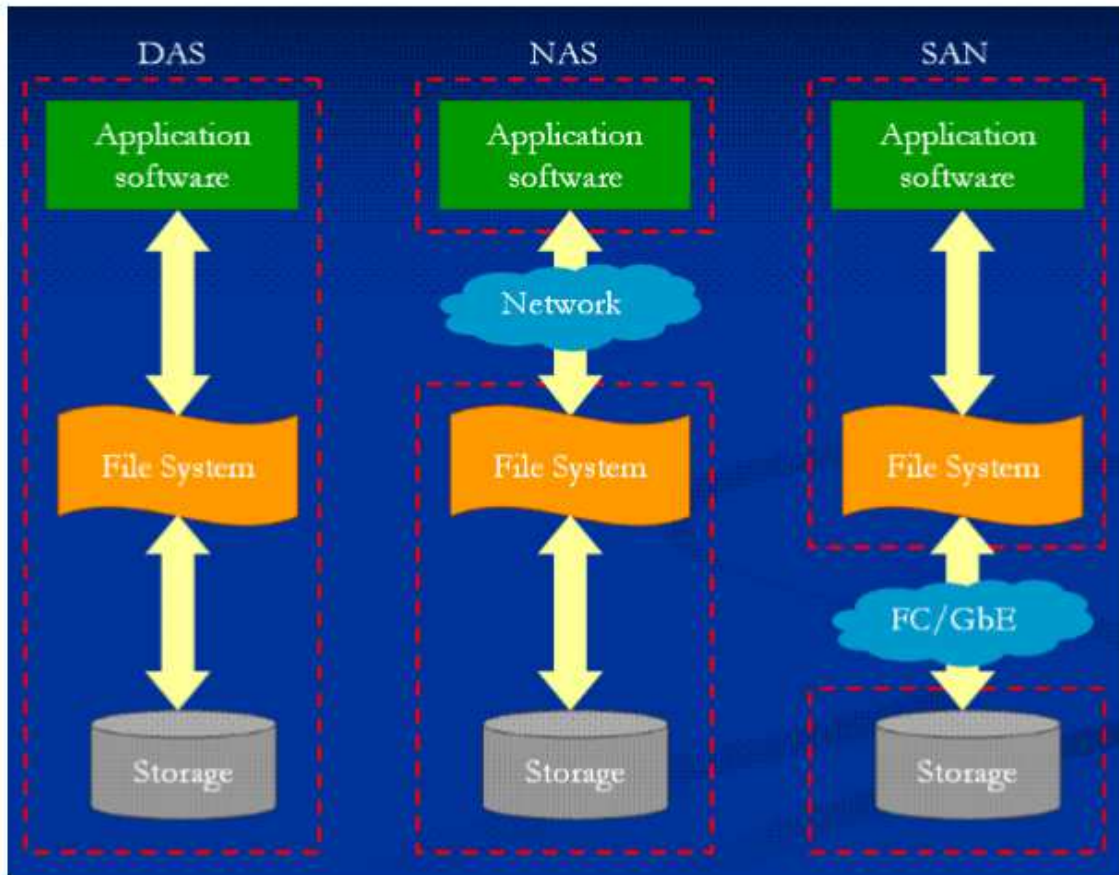 DAS
NAS
SAN
Application
software
Application
software
Application
software
Network
File System
File System
File System
FC/GbE
Storage
Storage
Storage